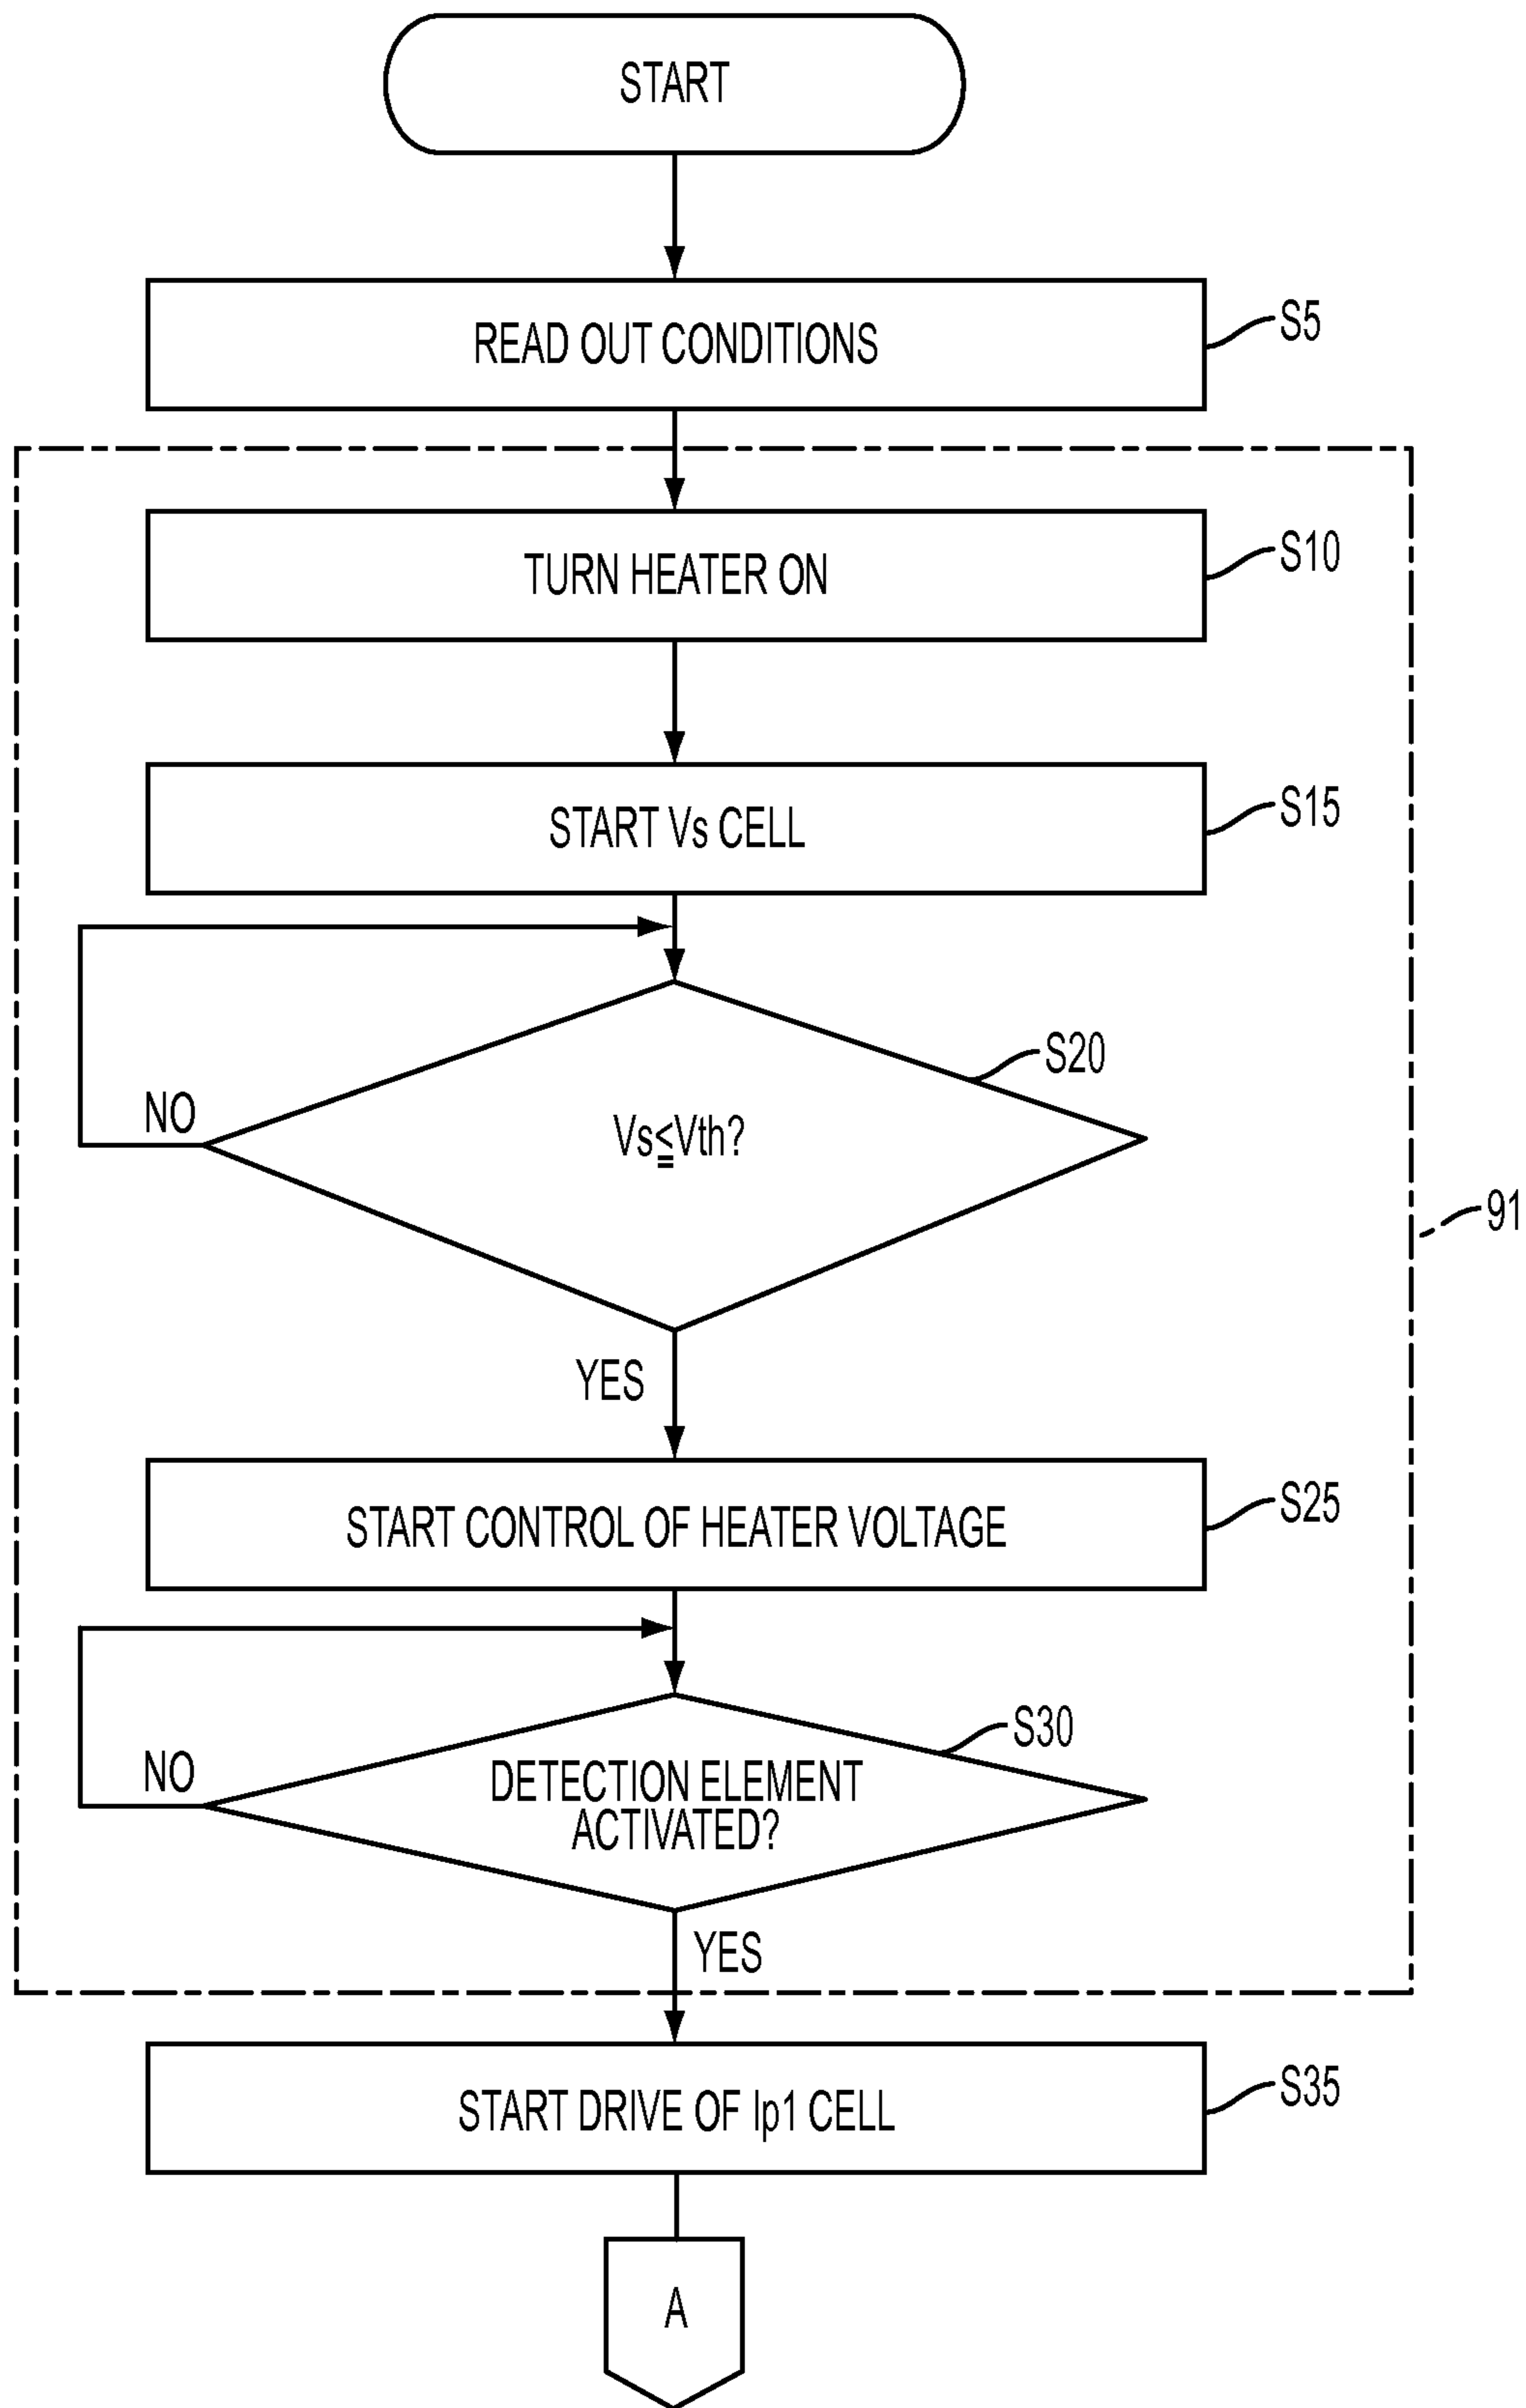 START
READ OUT CONDITIONS
S5
TURN HEATER ON
S10
START Vs CELL
S15
S20
NO
Vs≦Vth?
91
YES
START CONTROL OF HEATER VOLTAGE
S25
S30
NO
DETECTION ELEMENT
ACTIVATED?
YES
START DRIVE OF Ip1 CELL
S35
A